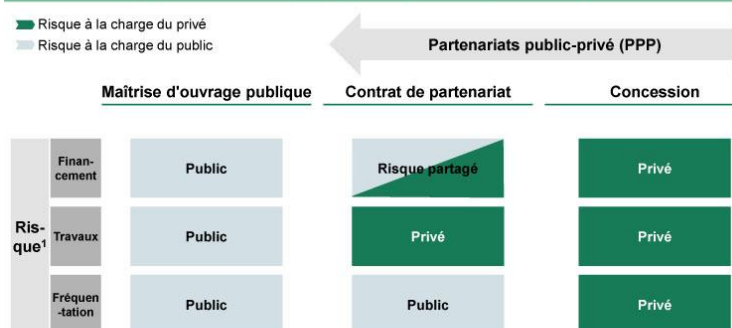 Risque à la charge du privé
Risque à la charge du public
Partenariats public-privé (PPP)
Maîtrise d'ouvrage publique
Contrat de partenariat
Concession
Ris-
que¹
Finan-
cement
Public
Risque partagé
Privé
Travaux
Public
Privé
Privé
Fréquen
-tation
Public
Public
Privé